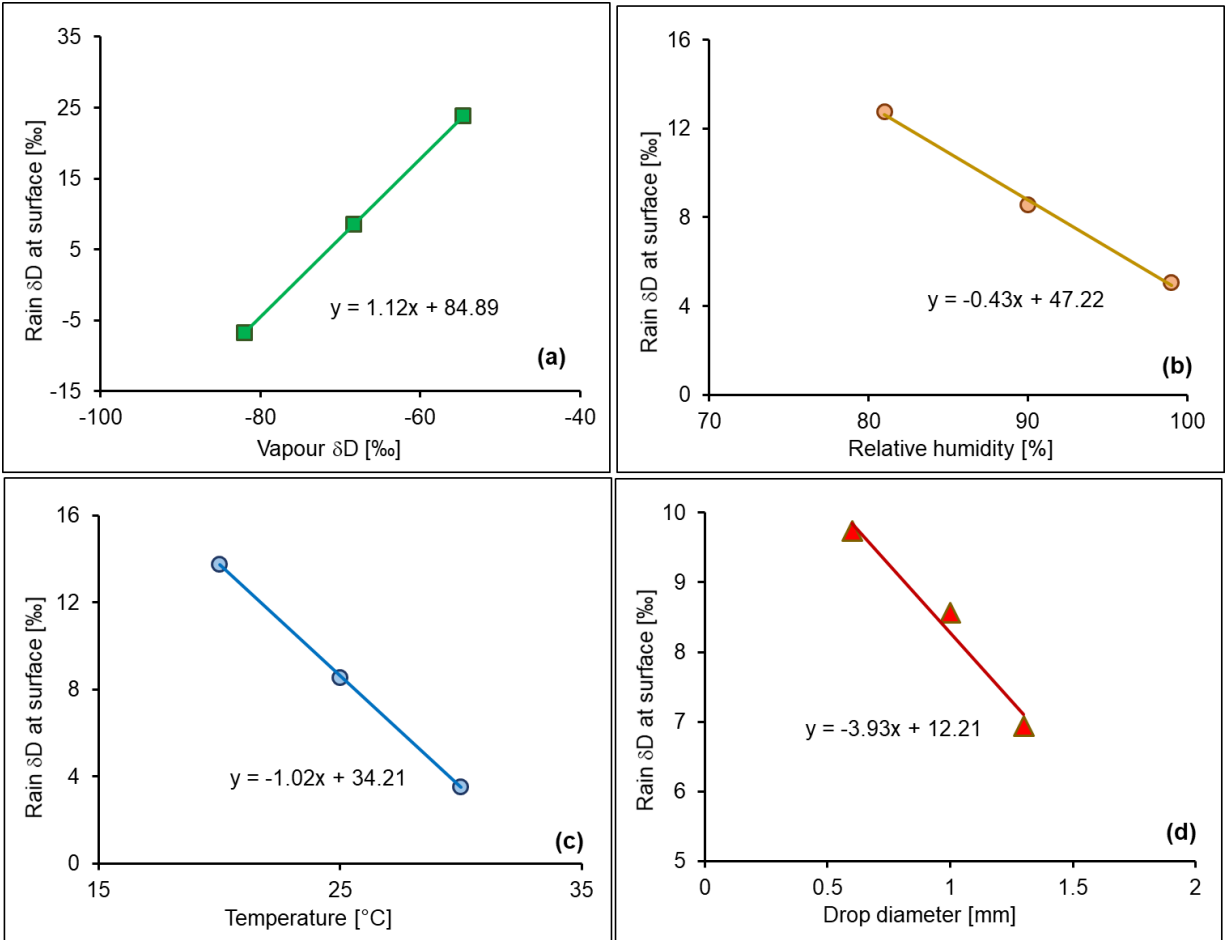 35
25
15
5
-5
-15
-100
-80
-60
-40
Rain δD at surface [‰]
Vapour δD [‰]
y = 1.12x + 84.89
(a)
16
12
8
4
0
70
80
90
100
Rain δD at surface [‰]
Relative humidity [%]
y = -0.43x + 47.22
(b)
16
12
8
4
0
15
25
35
Rain δD at surface [‰]
Temperature [°C]
y = -1.02x + 34.21
(c)
10
9
8
7
6
5
0
0.5
1
1.5
2
Rain δD at surface [‰]
Drop diameter [mm]
y = -3.93x + 12.21
(d)